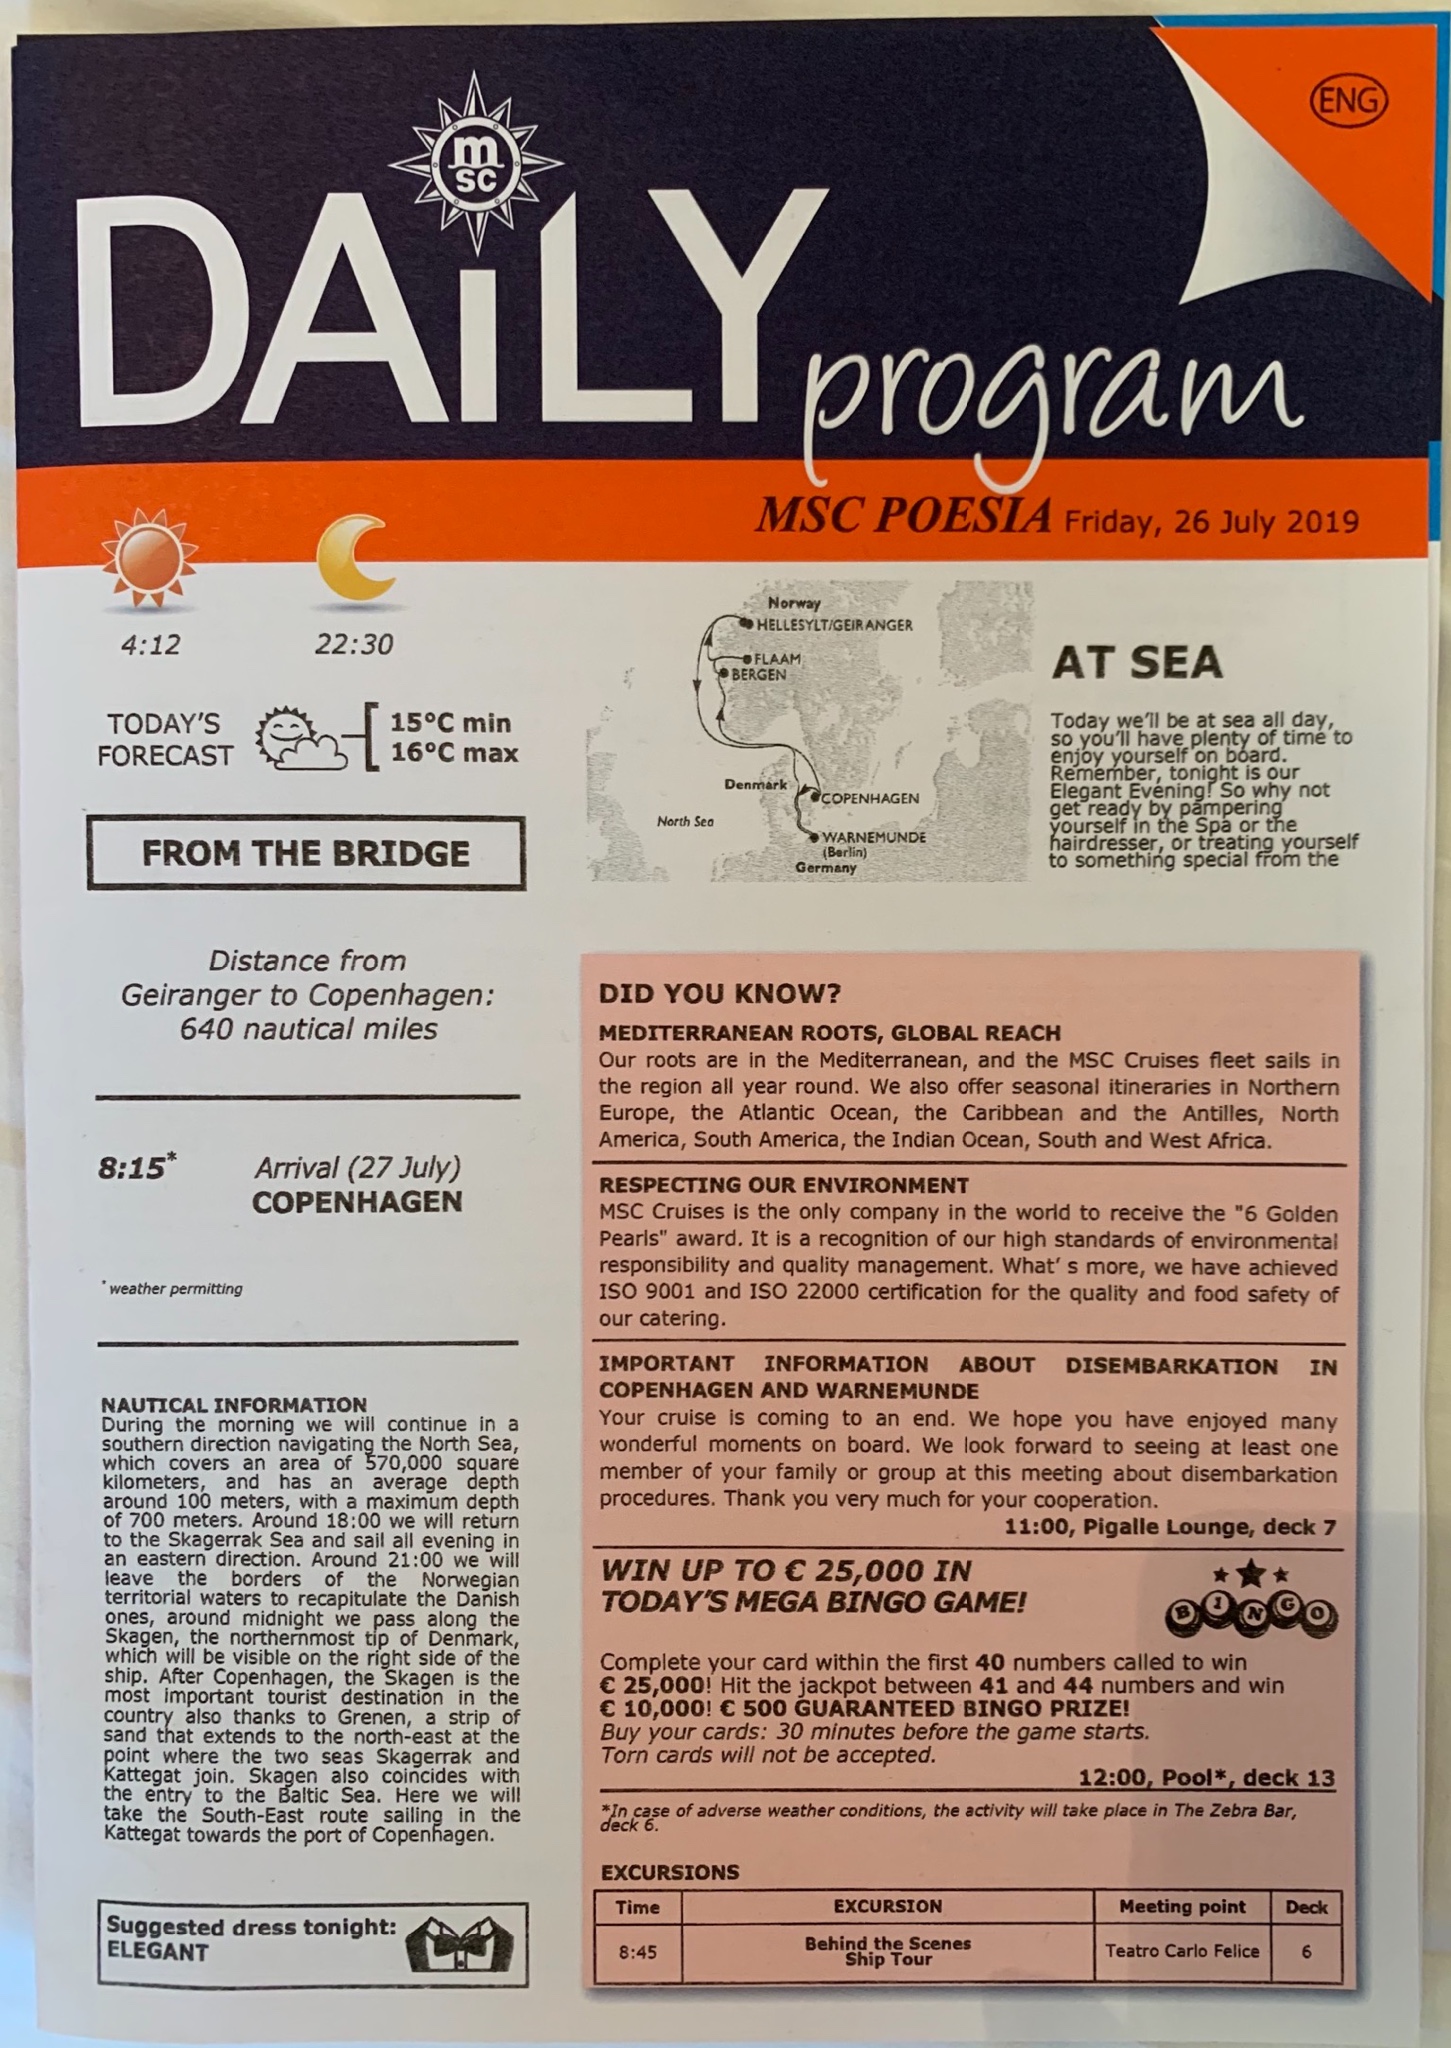 ENG
m
sc
DAiLY
program
MSC POESIA Friday, 26 July 2019
4:12
22:30
TODAY'S
FORECAST
15°C min
16°C max
FROM THE BRIDGE
Distance from
Geiranger to Copenhagen:
640 nautical miles
8:15*
Arrival (27 July)
COPENHAGEN
* weather permitting
NAUTICAL INFORMATION
During the morning we will continue in a
southern direction navigating the North Sea,
which covers an area of 570,000 square
kilometers, and has an average depth
around 100 meters, with a maximum depth
of 700 meters. Around 18:00 we will return
to the Skagerrak Sea and sail all evening in
an eastern direction. Around 21:00 we will
leave the borders of the Norwegian
territorial waters to recapitulate the Danish
ones, around midnight we pass along the
Skagen, the northernmost tip of Denmark,
which will be visible on the right side of the
ship. After Copenhagen, the Skagen is the
most important tourist destination in the
country also thanks to Grenen, a strip of
sand that extends to the north-east at the
point where the two seas Skagerrak and
Kattegat join. Skagen also coincides with
the entry to the Baltic Sea. Here we will
take the South-East route sailing in the
Kattegat towards the port of Copenhagen.
Suggested dress tonight:
ELEGANT
Norway
HELLESYLT/GEIRANGER
FLAAM
BERGEN
Denmark
COPENHAGEN
North Sea
WARNEMUNDE
(Berlin)
Germany
AT SEA
Today we'll be at sea all day,
so you'll have plenty of time to
enjoy yourself on board.
Remember, tonight is our
Elegant Evening! So why not
get ready by pampering
yourself in the Spa or the
hairdresser, or treating yourself
to something special from the
DID YOU KNOW?
MEDITERRANEAN ROOTS, GLOBAL REACH
Our roots are in the Mediterranean, and the MSC Cruises fleet sails in
the region all year round. We also offer seasonal itineraries in Northern
Europe, the Atlantic Ocean, the Caribbean and the Antilles, North
America, South America, the Indian Ocean, South and West Africa.
RESPECTING OUR ENVIRONMENT
MSC Cruises is the only company in the world to receive the "6 Golden
Pearls" award. It is a recognition of our high standards of environmental
responsibility and quality management. What' s more, we have achieved
ISO 9001 and ISO 22000 certification for the quality and food safety of
our catering.
IMPORTANT INFORMATION ABOUT DISEMBARKATION IN
COPENHAGEN AND WARNEMUNDE
Your cruise is coming to an end. We hope you have enjoyed many
wonderful moments on board. We look forward to seeing at least one
member of your family or group at this meeting about disembarkation
procedures. Thank you very much for your cooperation.
11:00, Pigalle Lounge, deck 7
WIN UP TO € 25,000 IN
TODAY'S MEGA BINGO GAME!
BINGO
Complete your card within the first 40 numbers called to win
€ 25,000! Hit the jackpot between 41 and 44 numbers and win
€ 10,000! € 500 GUARANTEED BINGO PRIZE!
Buy your cards: 30 minutes before the game starts.
Torn cards will not be accepted.
12:00, Pool*, deck 13
*In case of adverse weather conditions, the activity will take place in The Zebra Bar,
deck 6.
EXCURSIONS
Time EXCURSION Meeting point Deck
8:45 Behind the Scenes
Ship Tour Teatro Carlo Felice 6